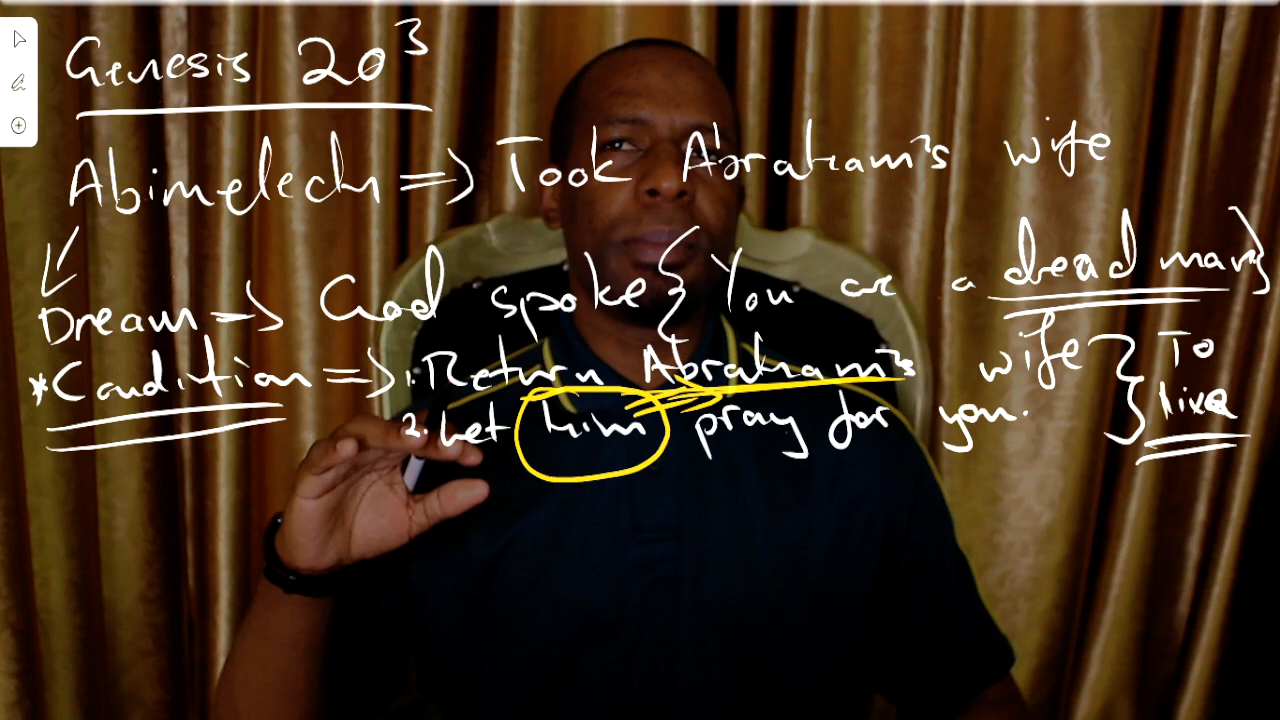 Genesis 20³
Abimelech => Took Abraham's wife
Dream => God spoke { You are a dead man }
*Condition => 1. Return Abraham's wife } To
2. Let him pray for you. } live